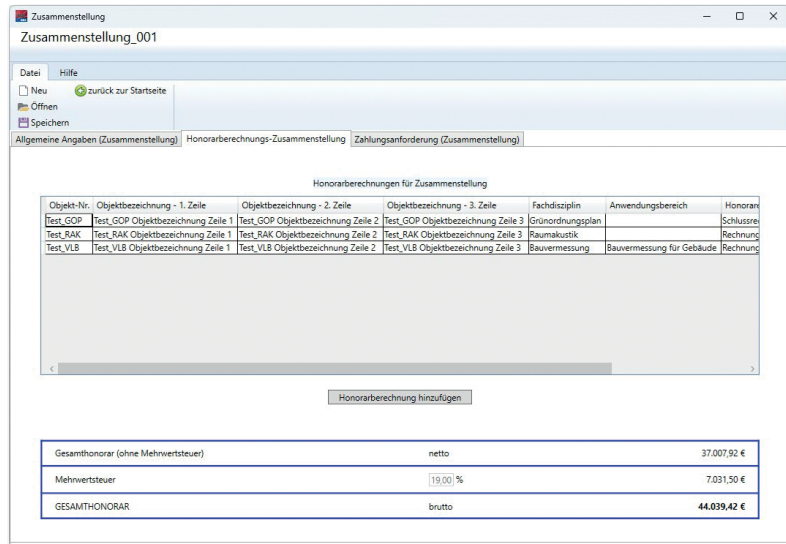 Zusammenstellung
Zusammenstellung_001
Datei Hilfe
Neu zurück zur Startseite
Öffnen
Speichern
Allgemeine Angaben (Zusammenstellung) Honorarberechnungs-Zusammenstellung Zahlungsanforderung (Zusammenstellung)
Honorarberechnungen für Zusammenstellung
Objekt-Nr. Objektbezeichnung - 1. Zeile Objektbezeichnung - 2. Zeile Objektbezeichnung - 3. Zeile Fachdisziplin Anwendungsbereich Honorare
Test_GOP Test_GOP Objektbezeichnung Zeile 1 Test_GOP Objektbezeichnung Zeile 2 Test_GOP Objektbezeichnung Zeile 3 Grünordnungsplan Schlussre
Test_RAK Test_RAK Objektbezeichnung Zeile 1 Test_RAK Objektbezeichnung Zeile 2 Test_RAK Objektbezeichnung Zeile 3 Raumakustik Rechnung
Test_VLB Test_VLB Objektbezeichnung Zeile 1 Test_VLB Objektbezeichnung Zeile 2 Test_VLB Objektbezeichnung Zeile 3 Bauvermessung Bauvermessung für Gebäude Rechnung
Honorarberechnung hinzufügen
Gesamthonorar (ohne Mehrwertsteuer) netto 37.007,92 €
Mehrwertsteuer 19,00 % 7.031,50 €
GESAMTHONORAR brutto 44.039,42 €